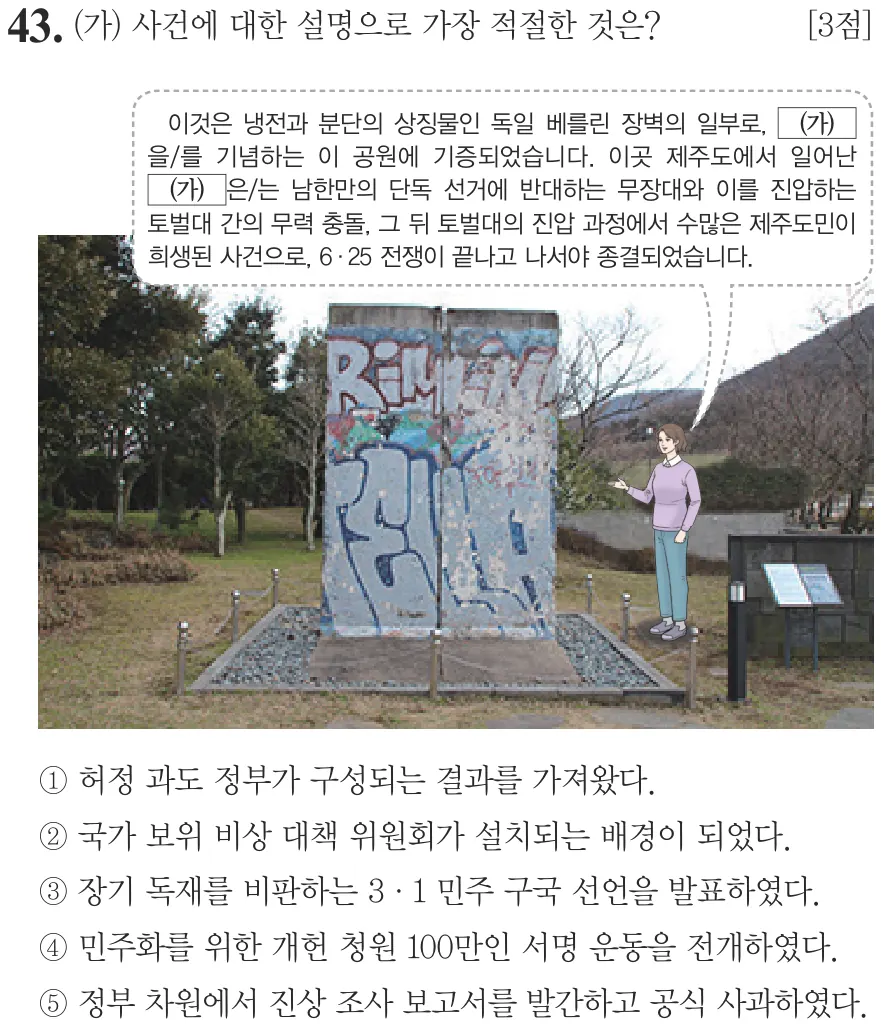 43. (가) 사건에 대한 설명으로 가장 적절한 것은? [3점]
이것은 냉전과 분단의 상징물인 독일 베를린 장벽의 일부로, (가)
을/를 기념하는 이 공원에 기증되었습니다. 이곳 제주도에서 일어난
(가) 은/는 남한만의 단독 선거에 반대하는 무장대와 이를 진압하는
토벌대 간의 무력 충돌, 그 뒤 토벌대의 진압 과정에서 수많은 제주도민이
희생된 사건으로, 6·25 전쟁이 끝나고 나서야 종결되었습니다.
① 허정 과도 정부가 구성되는 결과를 가져왔다.
② 국가 보위 비상 대책 위원회가 설치되는 배경이 되었다.
③ 장기 독재를 비판하는 3·1 민주 구국 선언을 발표하였다.
④ 민주화를 위한 개헌 청원 100만인 서명 운동을 전개하였다.
⑤ 정부 차원에서 진상 조사 보고서를 발간하고 공식 사과하였다.